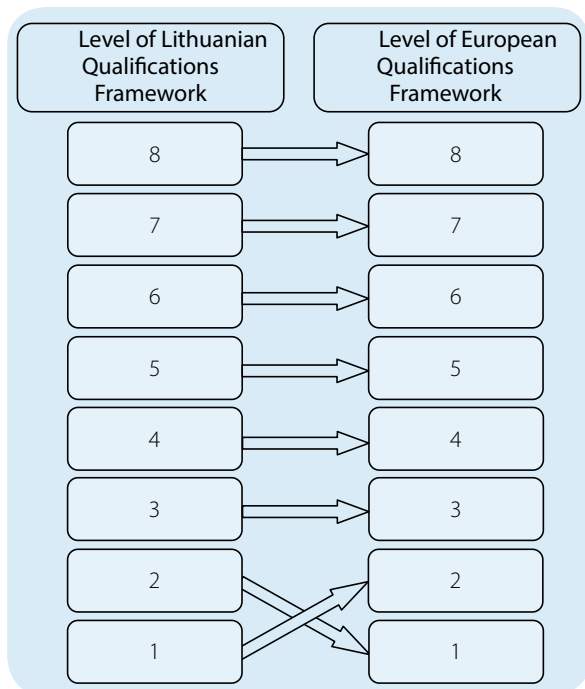 Level of Lithuanian
Qualifications
Framework
Level of European
Qualifications
Framework
8
8
7
7
6
6
5
5
4
4
3
3
2
2
1
1